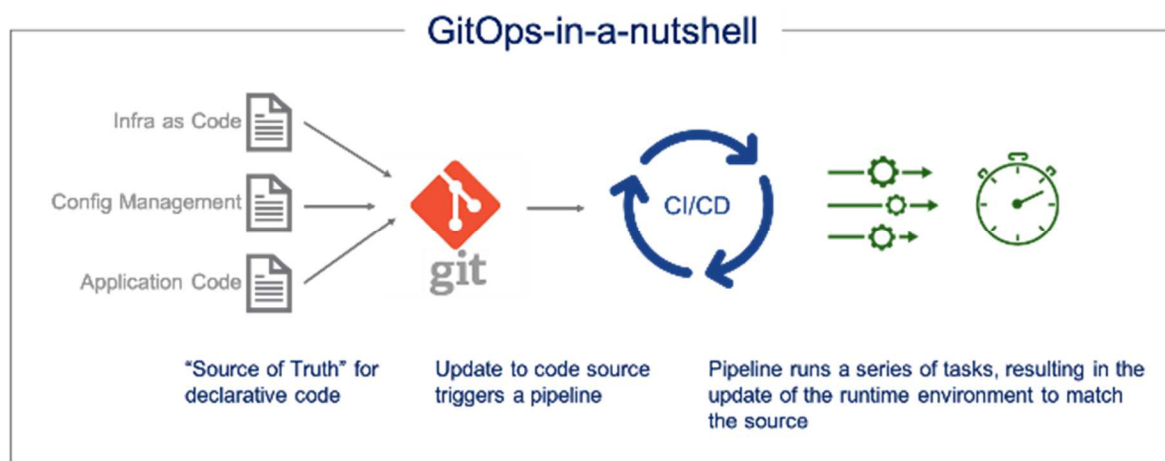 GitOps-in-a-nutshell
Infra as Code
Config Management
Application Code
git
CI/CD
“Source of Truth” for
declarative code
Update to code source
triggers a pipeline
Pipeline runs a series of tasks, resulting in the
update of the runtime environment to match
the source